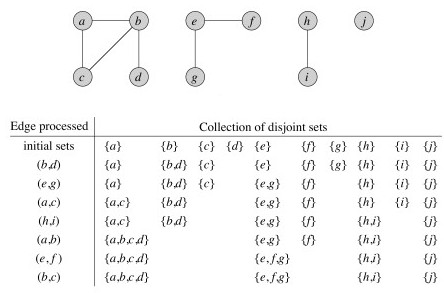 a b e f h j
c d g i
Edge processed Collection of disjoint sets
initial sets {a} {b} {c} {d} {e} {f} {g} {h} {i} {j}
(b,d) {a} {b,d} {c} {e} {f} {g} {h} {i} {j}
(e,g) {a} {b,d} {c} {e,g} {f} {h} {i} {j}
(a,c) {a,c} {b,d} {e,g} {f} {h} {i} {j}
(h,i) {a,c} {b,d} {e,g} {f} {h,i} {j}
(a,b) {a,b,c,d} {e,g} {f} {h,i} {j}
(e,f) {a,b,c,d} {e,f,g} {h,i} {j}
(b,c) {a,b,c,d} {e,f,g} {h,i} {j}